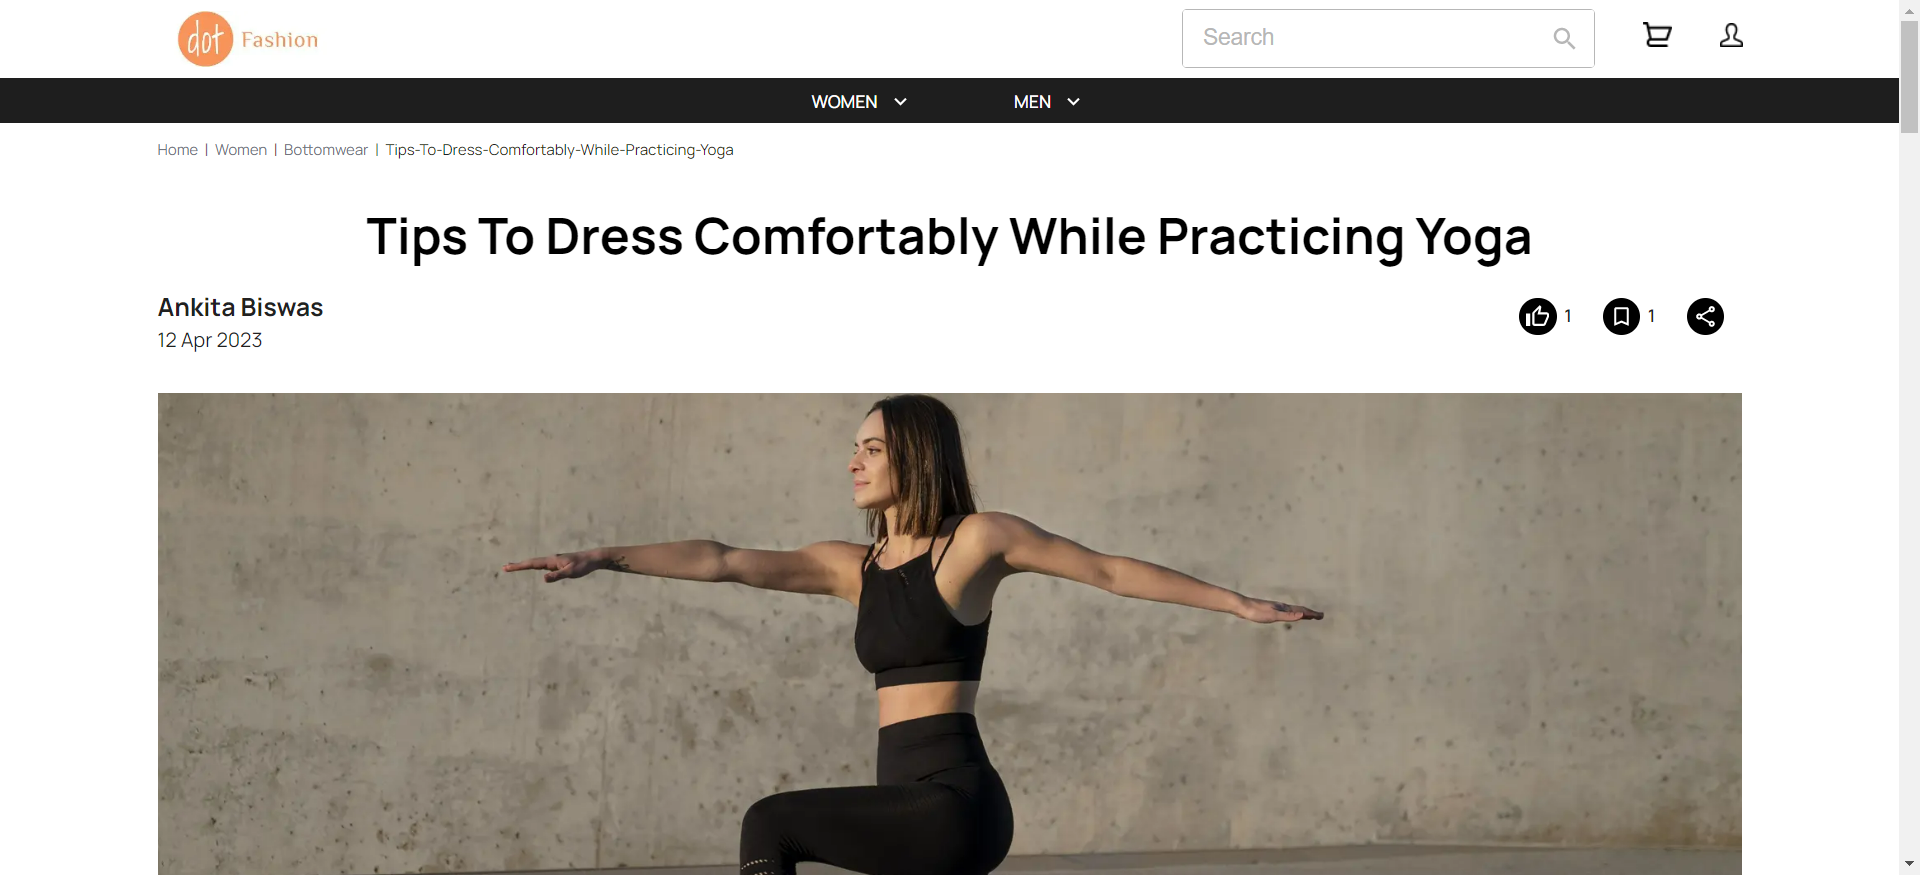 dot Fashion
Search
WOMEN MEN
Home | Women | Bottomwear | Tips-To-Dress-Comfortably-While-Practicing-Yoga
Tips To Dress Comfortably While Practicing Yoga
Ankita Biswas
1 1
12 Apr 2023